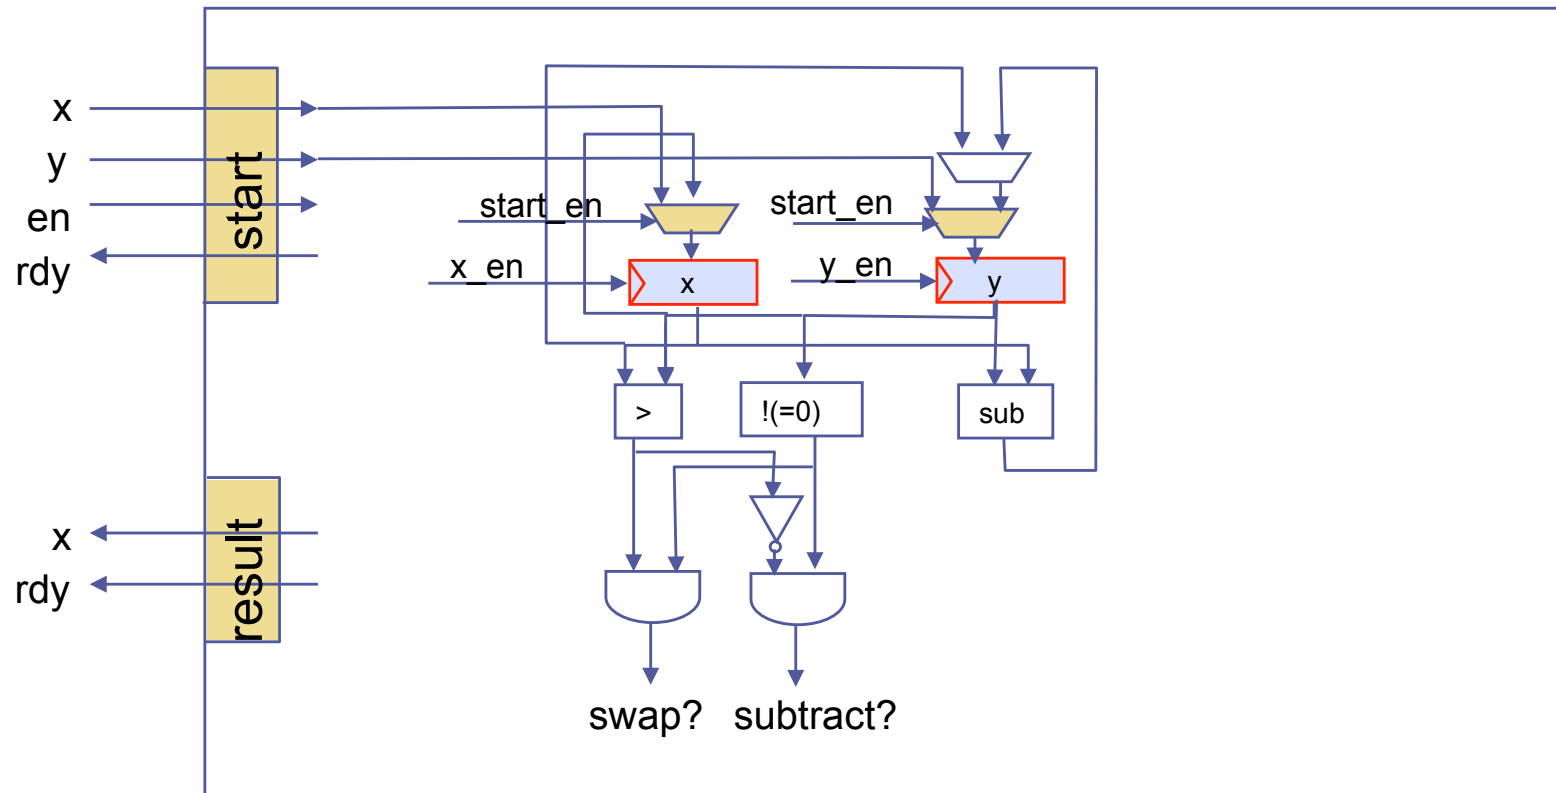 x
y
en
rdy
start
start_en
start_en
x_en
y_en
x
y
>
!(=0)
sub
x
rdy
result
swap?
subtract?